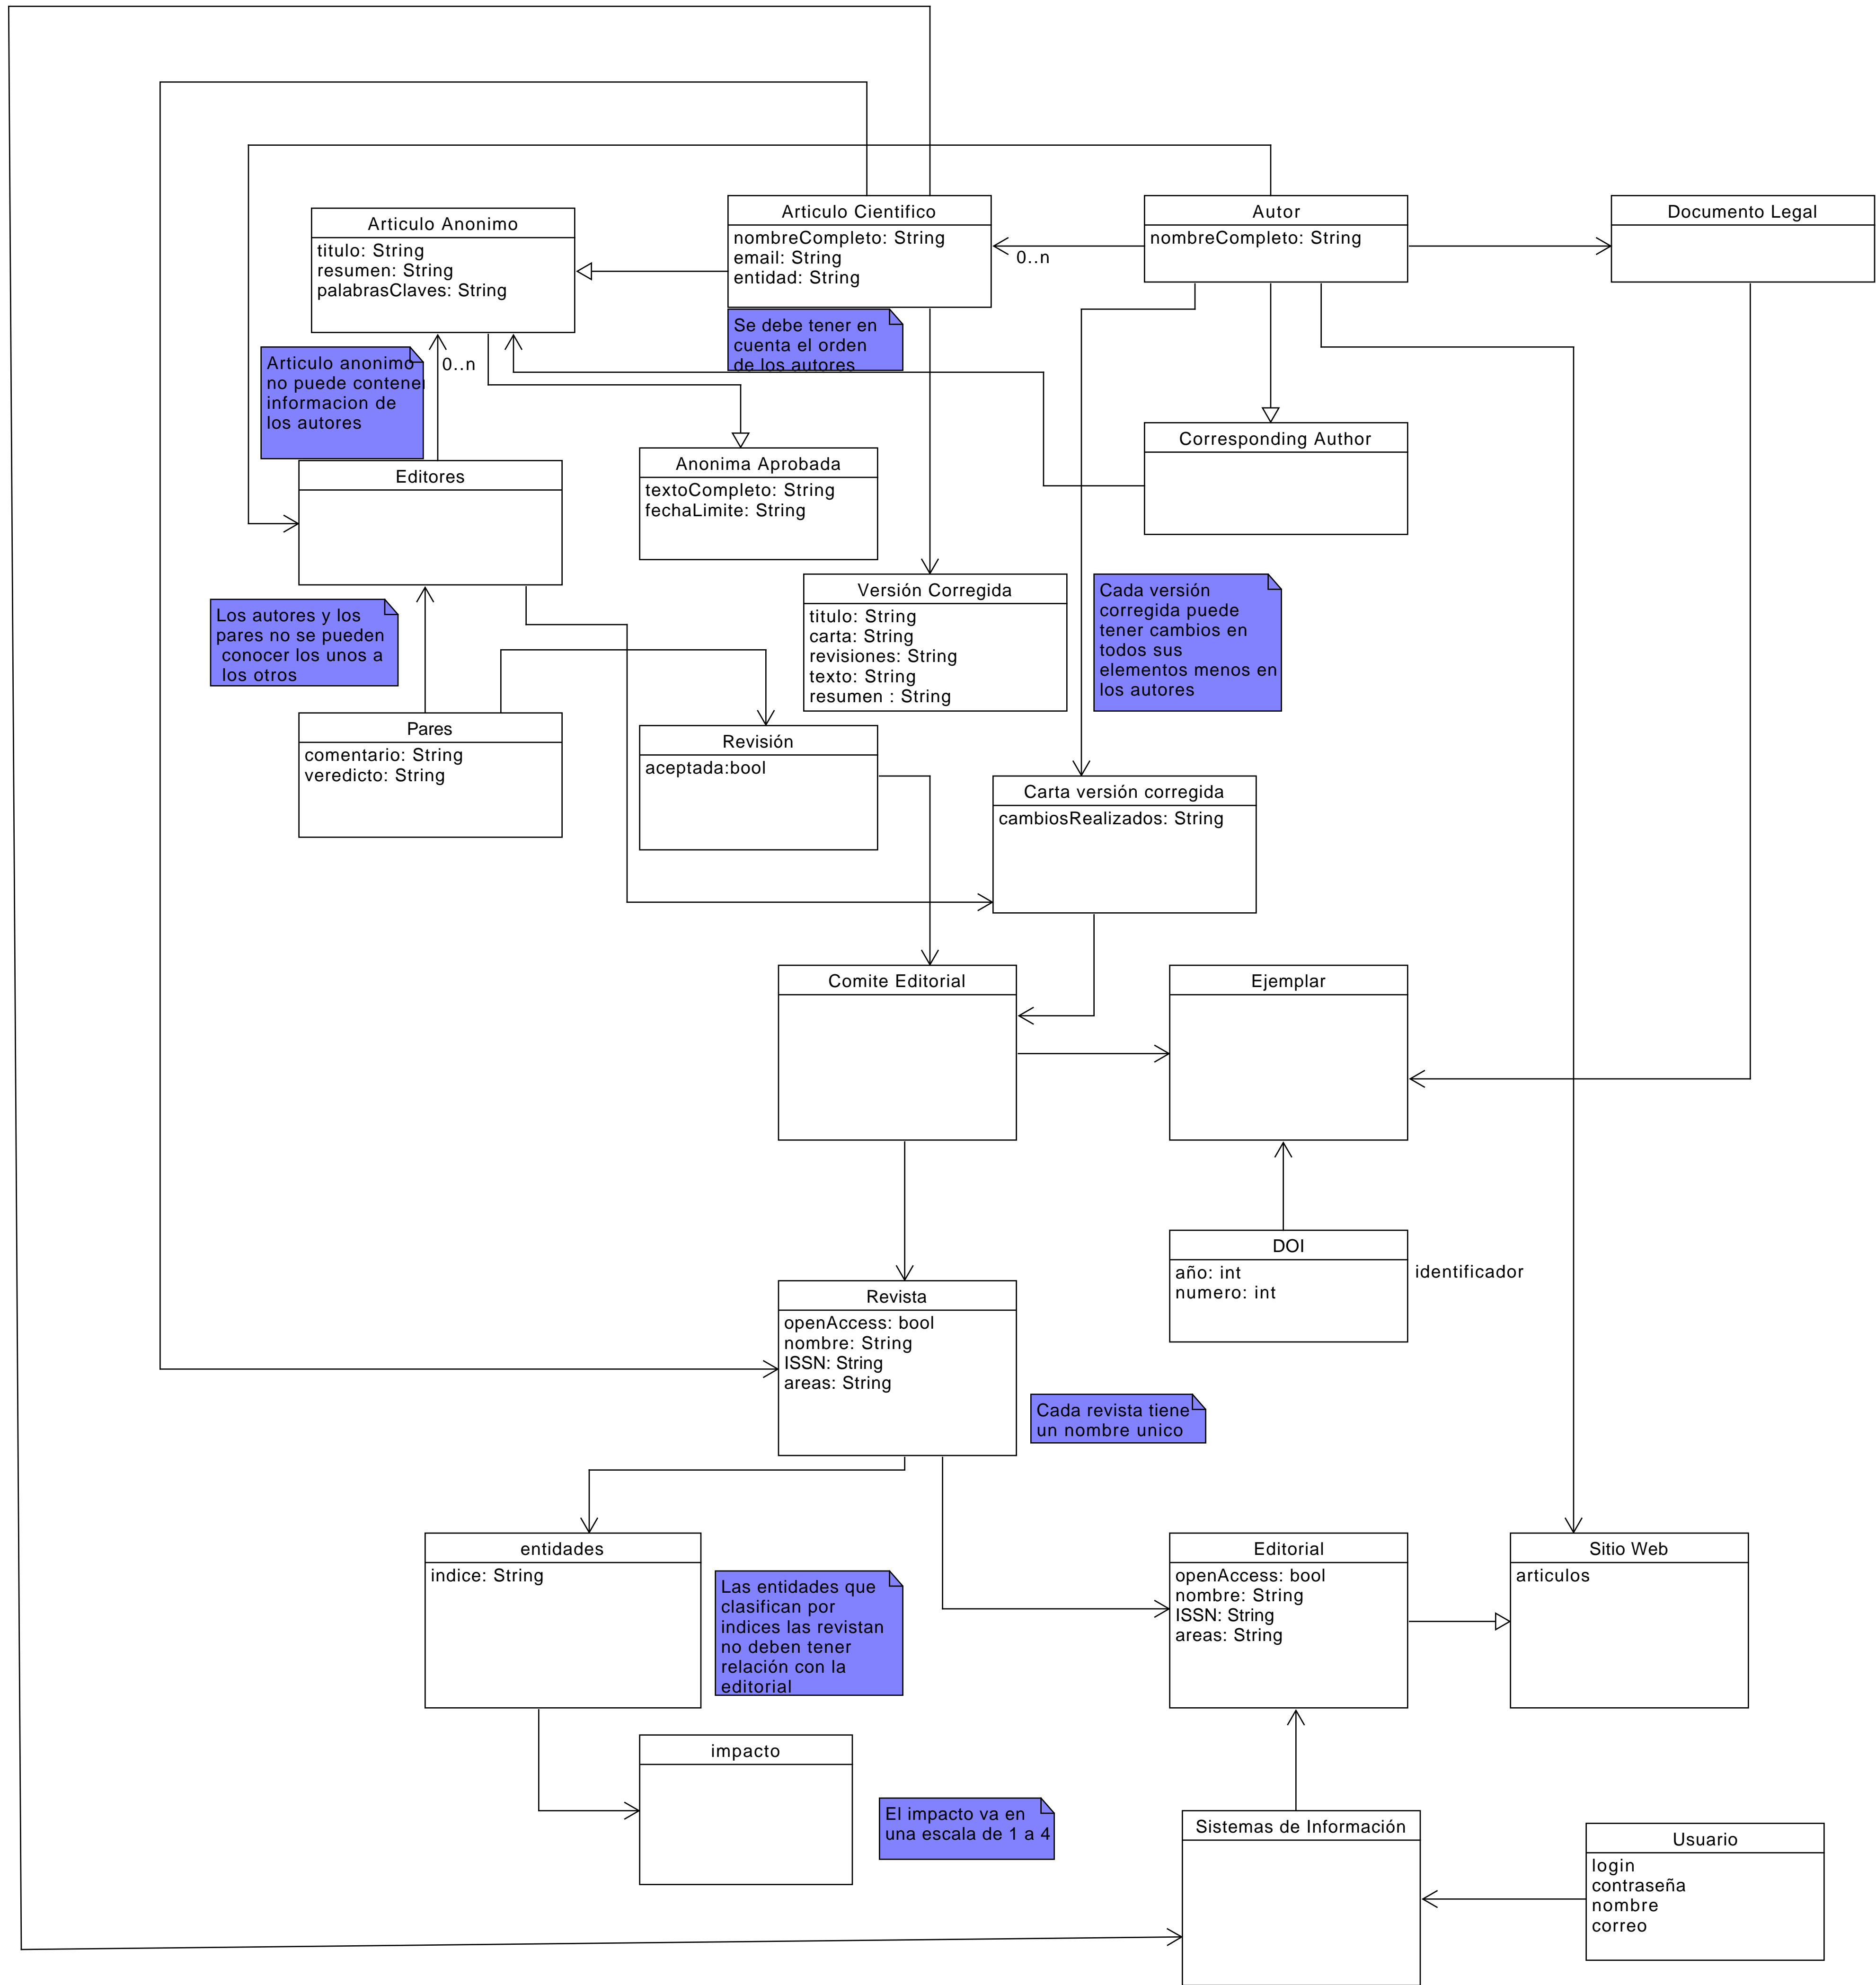 Articulo Anonimo
titulo: String
resumen: String
palabrasClaves: String
Articulo Cientifico
nombreCompleto: String
email: String
entidad: String
Autor
nombreCompleto: String
Documento Legal
0..n
Se debe tener en
cuenta el orden
de los autores
Articulo anonimo
no puede contener
informacion de
los autores
0..n
Editores
Anonima Aprobada
textoCompleto: String
fechaLimite: String
Corresponding Author
Versión Corregida
titulo: String
carta: String
revisiones: String
texto: String
resumen : String
Cada versión
corregida puede
tener cambios en
todos sus
elementos menos en
los autores
Los autores y los
pares no se pueden
conocer los unos a
los otros
Pares
comentario: String
veredicto: String
Revisión
aceptada:bool
Carta versión corregida
cambiosRealizados: String
Comite Editorial
Ejemplar
DOI
año: int
numero: int
identificador
Revista
openAccess: bool
nombre: String
ISSN: String
areas: String
Cada revista tiene
un nombre unico
entidades
indice: String
Las entidades que
clasifican por
indices las revistan
no deben tener
relación con la
editorial
Editorial
openAccess: bool
nombre: String
ISSN: String
areas: String
Sitio Web
articulos
impacto
El impacto va en
una escala de 1 a 4
Sistemas de Información
Usuario
login
contraseña
nombre
correo